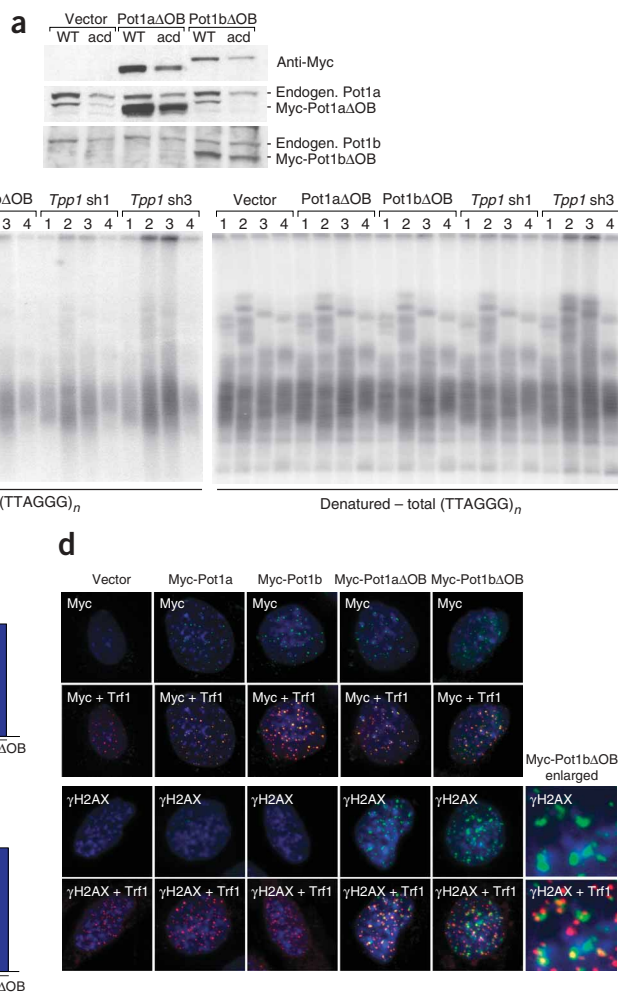 a
Vector Pot1aΔOB Pot1bΔOB
WT acd WT acd WT acd
Anti-Myc
Endogen. Pot1a
Myc-Pot1aΔOB
Endogen. Pot1b
Myc-Pot1bΔOB
bΔOB Tpp1 sh1 Tpp1 sh3
3 4 1 2 3 4 1 2 3 4
Vector Pot1aΔOB Pot1bΔOB Tpp1 sh1 Tpp1 sh3
1 2 3 4 1 2 3 4 1 2 3 4 1 2 3 4 1 2 3 4
(TTAGGG)n
Denatured – total (TTAGGG)n
d
Vector Myc-Pot1a Myc-Pot1b Myc-Pot1aΔOB Myc-Pot1bΔOB
Myc Myc Myc Myc Myc
Myc + Trf1 Myc + Trf1 Myc + Trf1 Myc + Trf1 Myc + Trf1
ΔOB
Myc-Pot1bΔOB
enlarged
γH2AX γH2AX γH2AX γH2AX γH2AX γH2AX
γH2AX + Trf1 γH2AX + Trf1 γH2AX + Trf1 γH2AX + Trf1 γH2AX + Trf1 γH2AX + Trf1
ΔOB